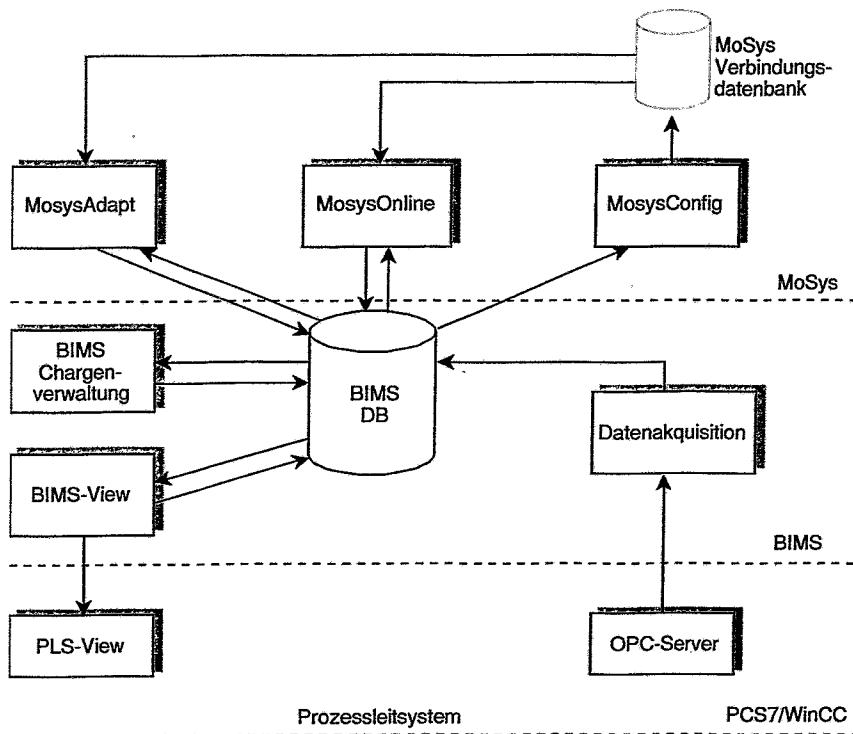 MoSys
Verbindungs-
datenbank
MosysAdapt
MosysOnline
MosysConfig
MoSys
BIMS
Chargen-
verwaltung
BIMS
DB
Datenakquisition
BIMS-View
BIMS
PLS-View
OPC-Server
Prozessleitsystem
PCS7/WinCC